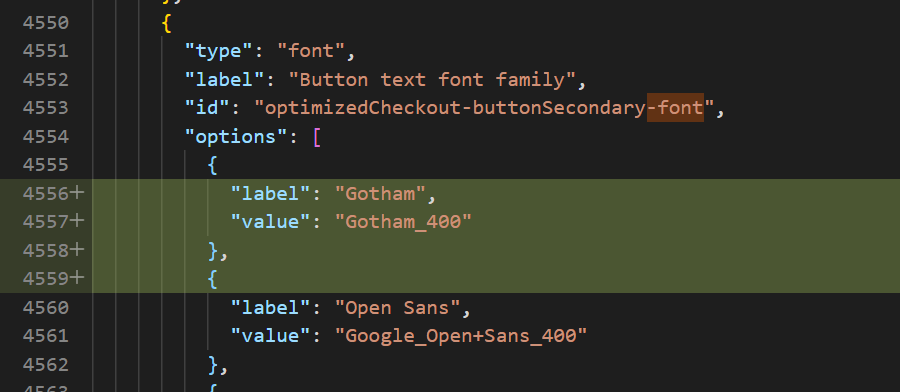 },
4550 {
4551 "type": "font",
4552 "label": "Button text font family",
4553 "id": "optimizedCheckout-buttonSecondary-font",
4554 "options": [
4555 {
4556+ "label": "Gotham",
4557+ "value": "Gotham_400"
4558+ },
4559+ {
4560 "label": "Open Sans",
4561 "value": "Google_Open+Sans_400"
4562 },
4563 {